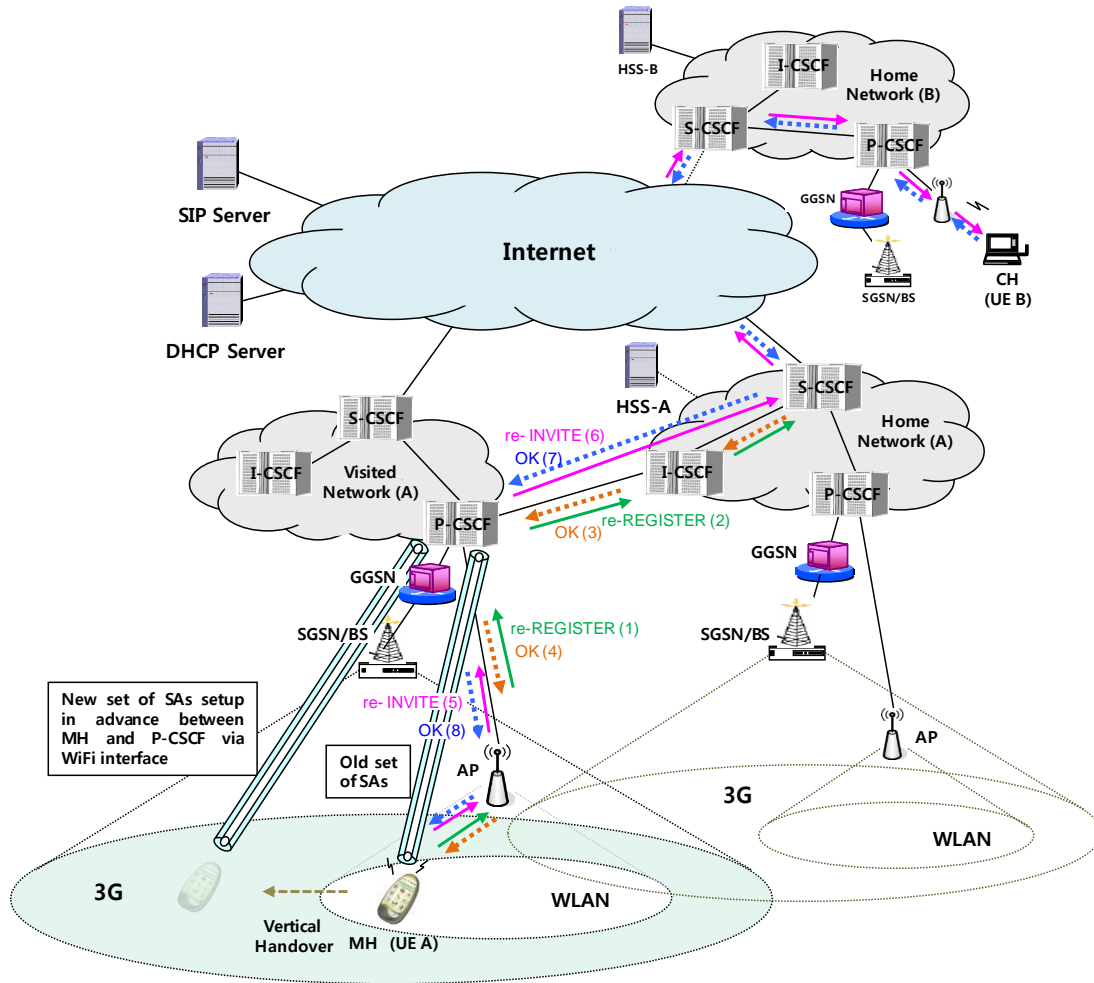 HSS-B
I-CSCF
Home
Network (B)
S-CSCF
P-CSCF
GGSN
SGSN/BS
CH
(UE B)
SIP Server
Internet
DHCP Server
HSS-A
S-CSCF
Home
Network (A)
S-CSCF
re- INVITE (6)
OK (7)
I-CSCF
Visited
Network (A)
I-CSCF
P-CSCF
P-CSCF
re-REGISTER (2)
OK (3)
GGSN
GGSN
SGSN/BS
re-REGISTER (1)
OK (4)
SGSN/BS
New set of SAs setup
in advance between
MH and P-CSCF via
WiFi interface
re- INVITE (5)
OK (8)
Old set
of SAs
AP
AP
3G
WLAN
3G
WLAN
Vertical
Handover
MH (UE A)